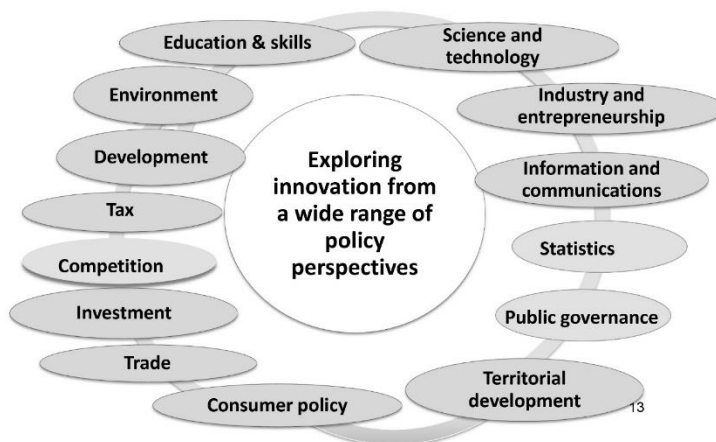 Education & skills
Science and
technology
Environment
Industry and
entrepreneurship
Development
Exploring
innovation from
a wide range of
policy
perspectives
Information and
communications
Tax
Statistics
Competition
Investment
Public governance
Trade
Territorial
development
Consumer policy
13